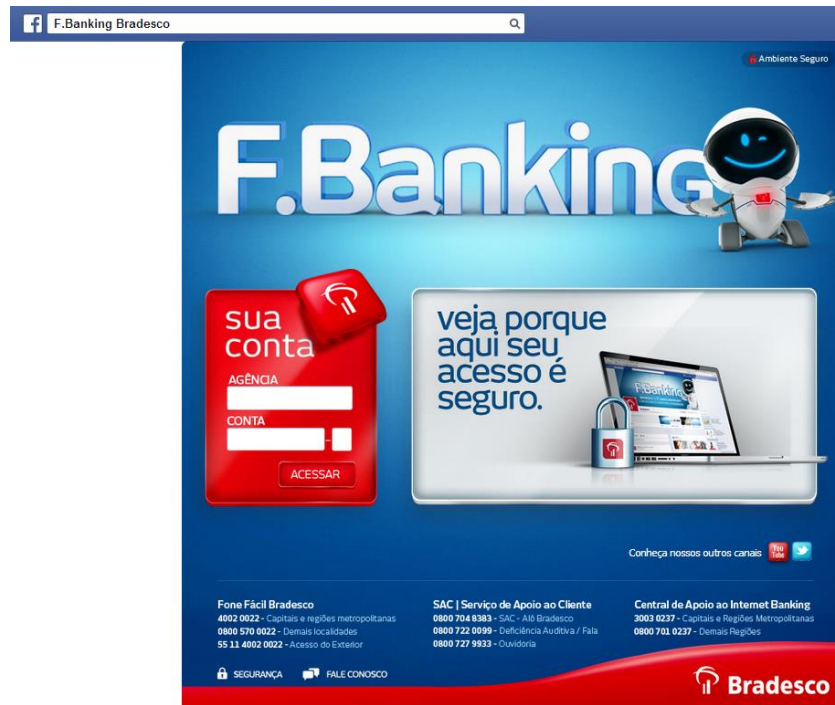 F.Banking Bradesco
Ambiente Seguro
F.Banking
sua
conta
AGÊNCIA
CONTA
-
ACESSAR
veja porque
aqui seu
acesso é
seguro.
F.Banking
Conheça nossos outros canais
You
Tube
Fone Fácil Bradesco
4002 0022 - Capitais e regiões metropolitanas
0800 570 0022 - Demais localidades
55 11 4002 0022 - Acesso do Exterior
SAC | Serviço de Apoio ao Cliente
0800 704 8383 - SAC - Alô Bradesco
0800 722 0099 - Deficiência Auditiva / Fala
0800 727 9933 - Ouvidoria
Central de Apoio ao Internet Banking
3003 0237 - Capitais e Regiões Metropolitanas
0800 701 0237 - Demais Regiões
SEGURANÇA
FALE CONOSCO
Bradesco